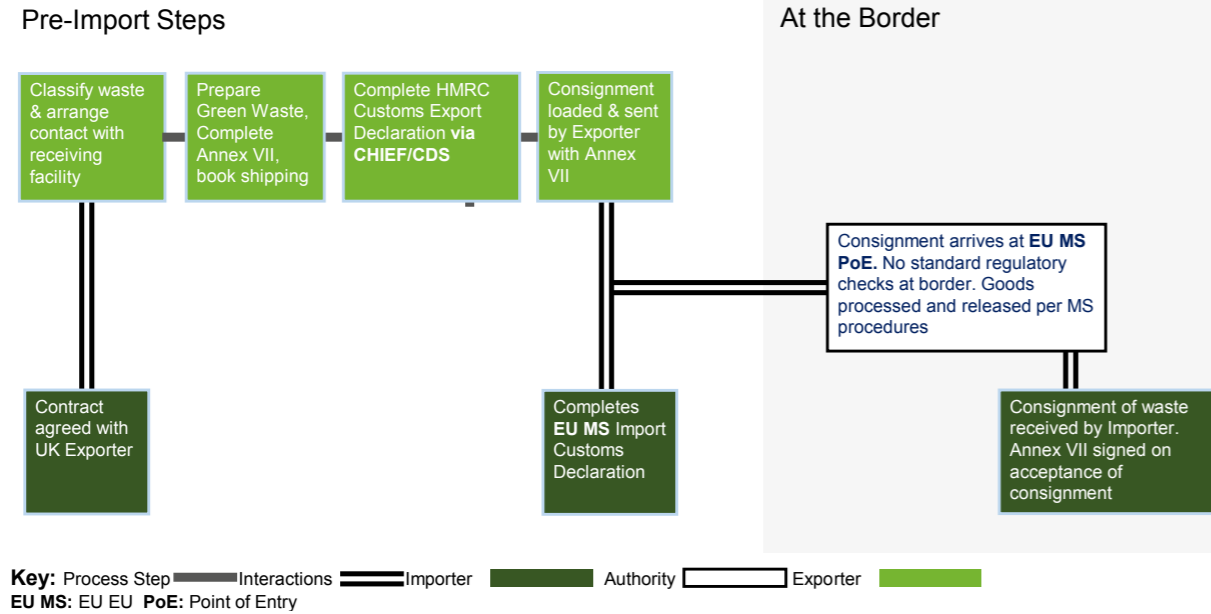 Pre-Import Steps
At the Border
Classify waste
& arrange
contact with
receiving
facility
Prepare
Green Waste,
Complete
Annex VII,
book shipping
Complete HMRC
Customs Export
Declaration via
CHIEF/CDS
Consignment
loaded & sent
by Exporter
with Annex
VII
Consignment arrives at EU MS
PoE. No standard regulatory
checks at border. Goods
processed and released per MS
procedures
Contract
agreed with
UK Exporter
Completes
EU MS Import
Customs
Declaration
Consignment of waste
received by Importer.
Annex VII signed on
acceptance of
consignment
Key: Process Step Interactions Importer Authority Exporter
EU MS: EU EU PoE: Point of Entry